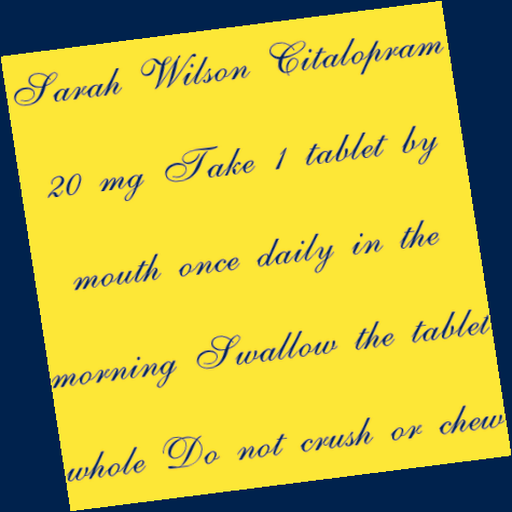 Sarah Wilson Citalopram
20 mg Take 1 tablet by
mouth once daily in the
morning Swallow the tablet
whole Do not crush or chew